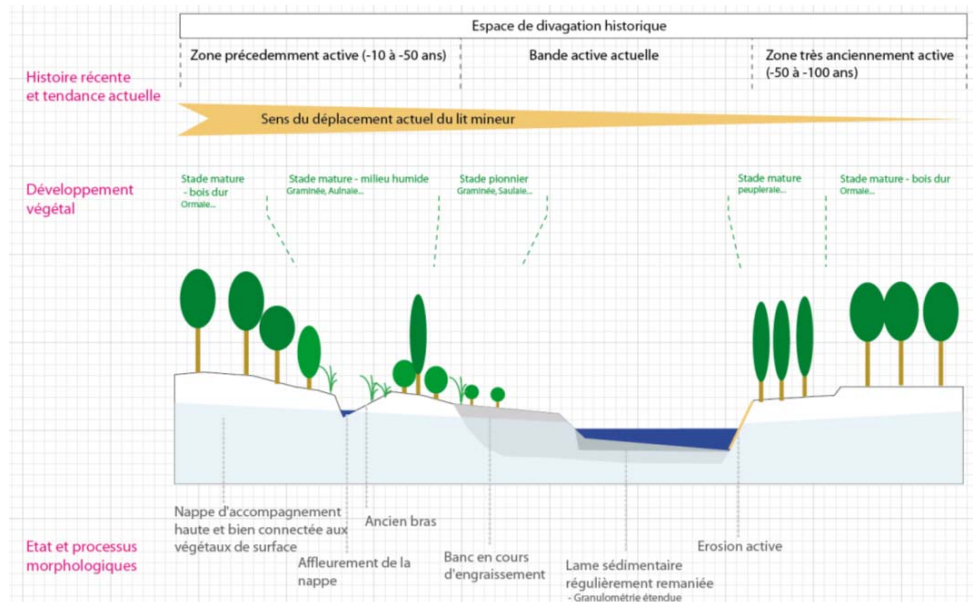 Espace de divagation historique
Zone précedemment active (-10 à -50 ans)
Bande active actuelle
Zone très anciennement active
(-50 à -100 ans)
Histoire récente
et tendance actuelle
Sens du déplacement actuel du lit mineur
Développement
végétal
Stade mature
- bois dur
Ormaie...
Stade mature - milieu humide
Graminée, Aulnaie...
Stade pionnier
Graminée, Saulaie...
Stade mature
peupleraie...
Stade mature - bois dur
Ormaie...
Etat et processus
morphologiques
Nappe d'accompagnement
haute et bien connectée aux
végétaux de surface
Affleurement de la
nappe
Ancien bras
Banc en cours
d'engraissement
Lame sédimentaire
régulièrement remaniée
- Granulométrie étendue
Erosion active